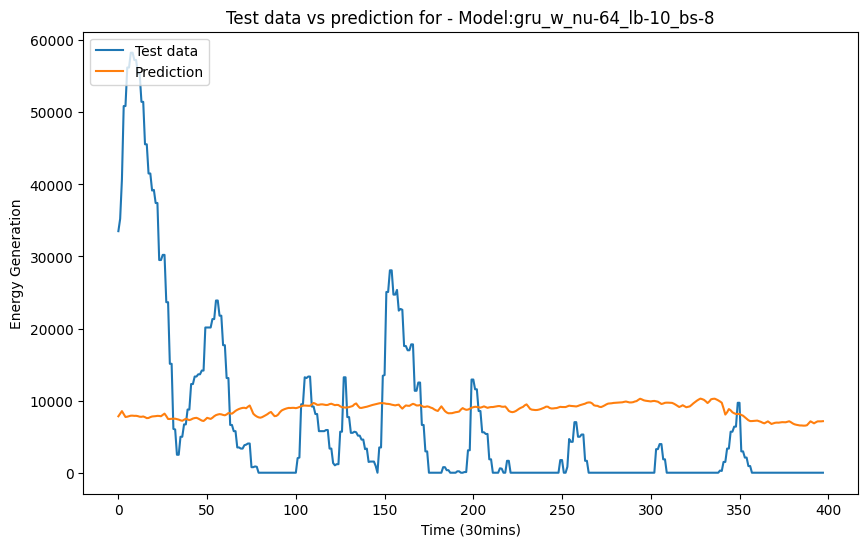 Test data vs prediction for - Model:gru_w_nu-64_lb-10_bs-8
Test data
Prediction
Energy Generation
60000
50000
40000
30000
20000
10000
0
0 50 100 150 200 250 300 350 400
Time (30mins)